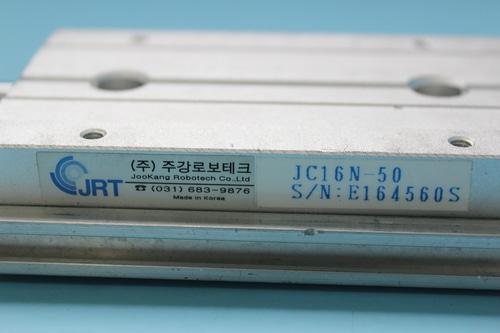 JRT
(주) 주강로보테크
JooKang Robotech Co.,Ltd
☎ (031) 683-9876
Made in Korea
JC16N-50
S/N:E164560S